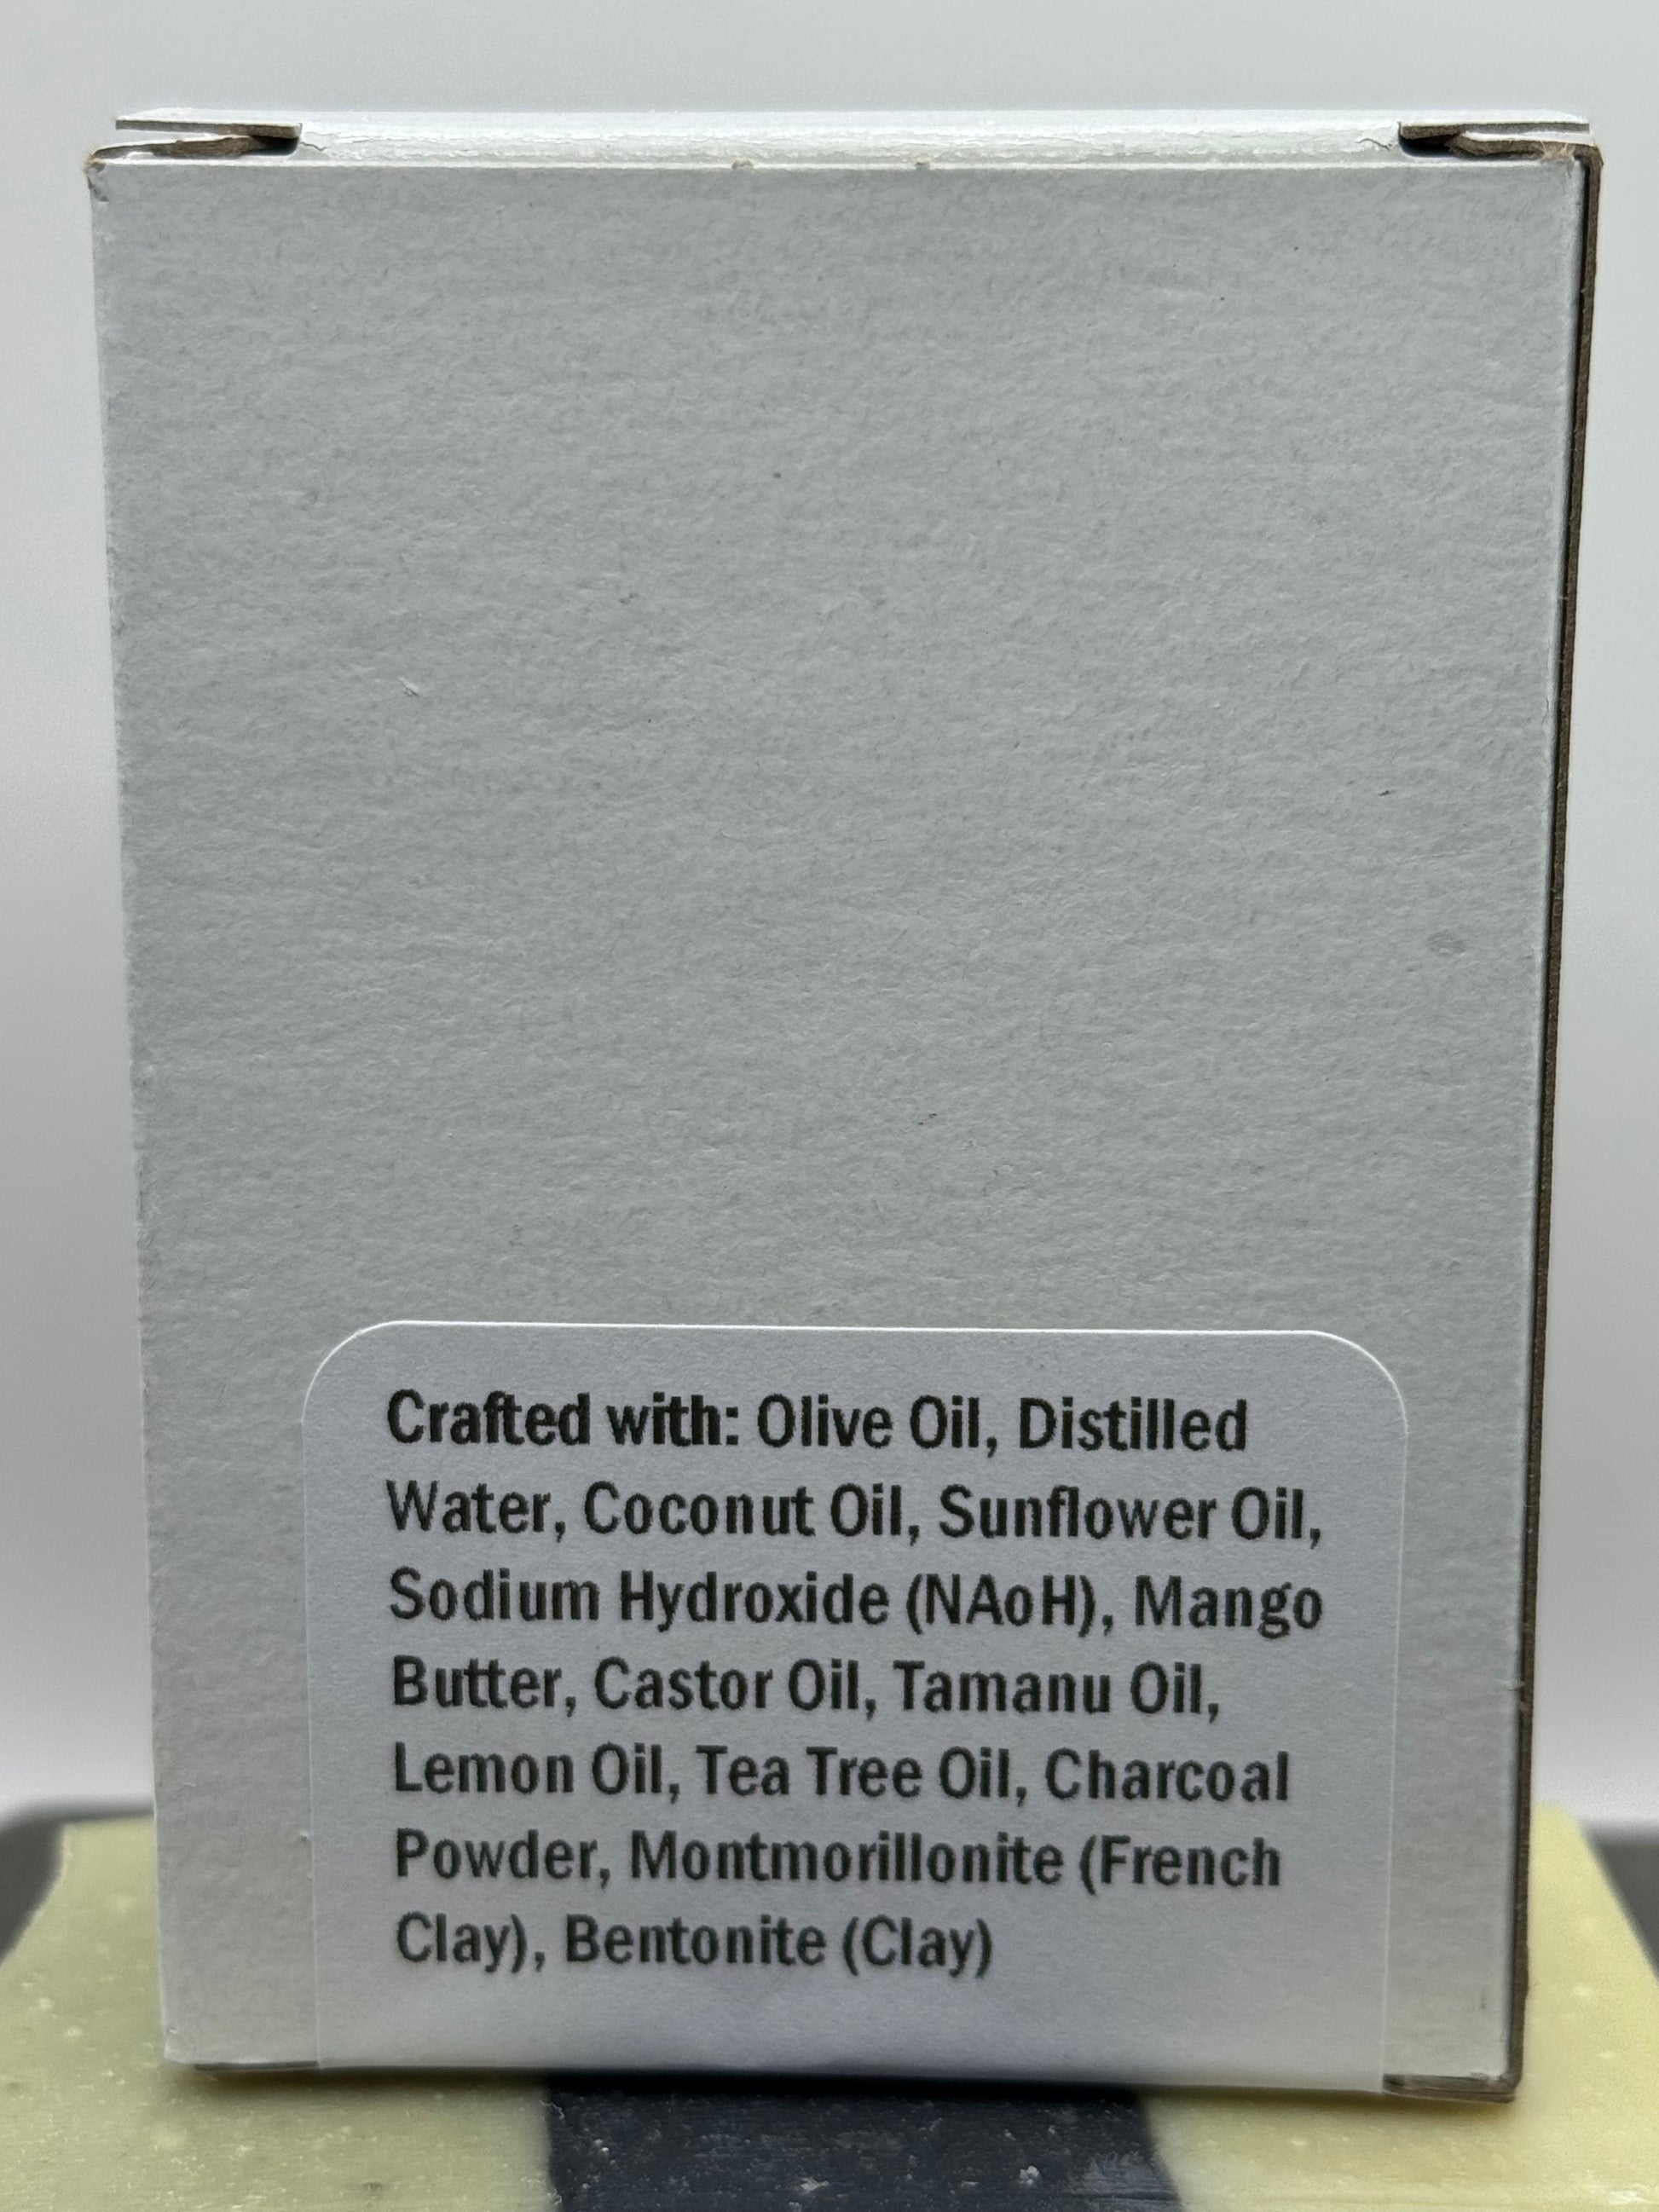 Crafted with: Olive Oil, Distilled
Water, Coconut Oil, Sunflower Oil,
Sodium Hydroxide (NAoH), Mango
Butter, Castor Oil, Tamanu Oil,
Lemon Oil, Tea Tree Oil, Charcoal
Powder, Montmorillonite (French
Clay), Bentonite (Clay)